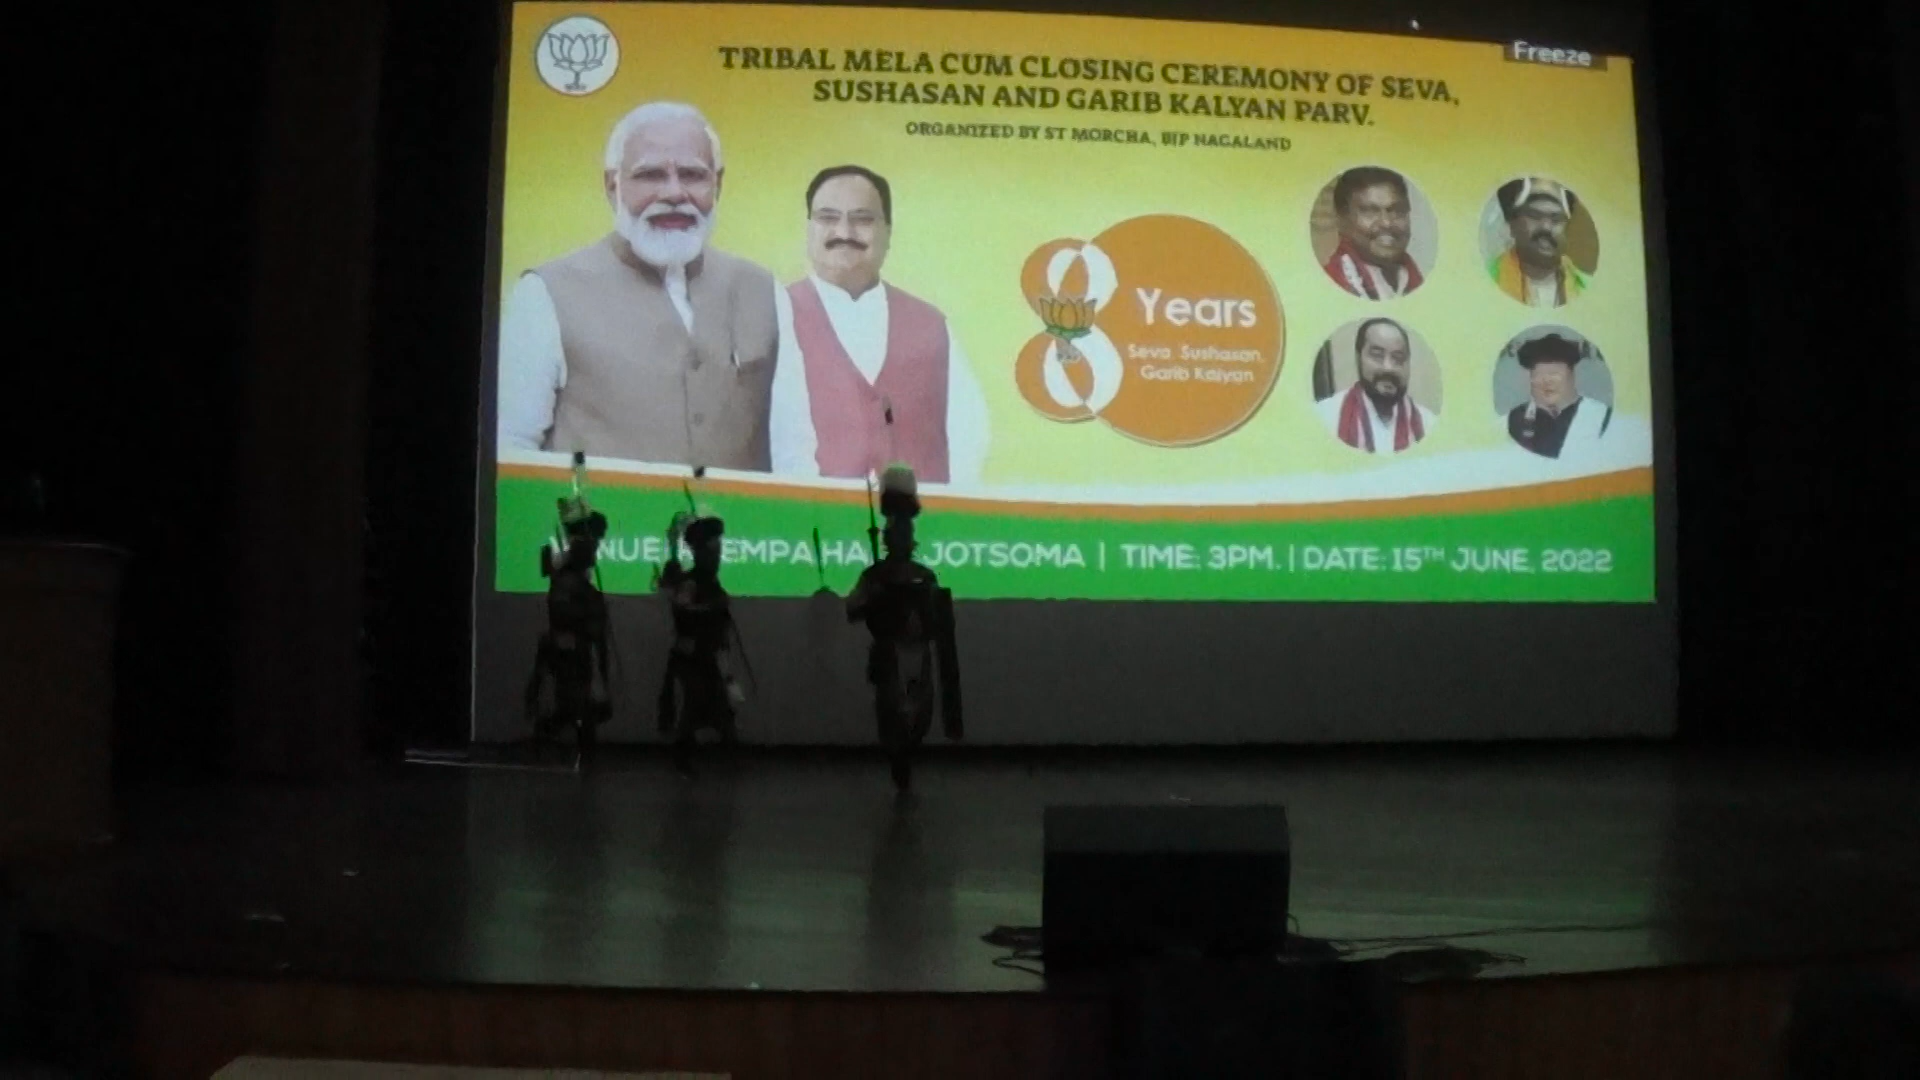 Freeze
TRIBAL MELA CUM CLOSING CEREMONY OF SEVA,
SUSHASAN AND GARIB KALYAN PARV.
ORGANIZED BY ST MORCHA, BJP NAGALAND
8 Years
Seva Sushasan,
Garib Kalyan
JOTSOMA | TIME: 3PM. | DATE: 15TH JUNE, 2022